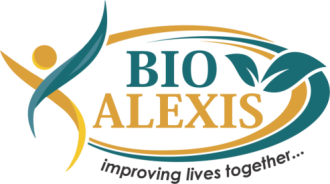 BIO
ALEXIS
improving lives together...